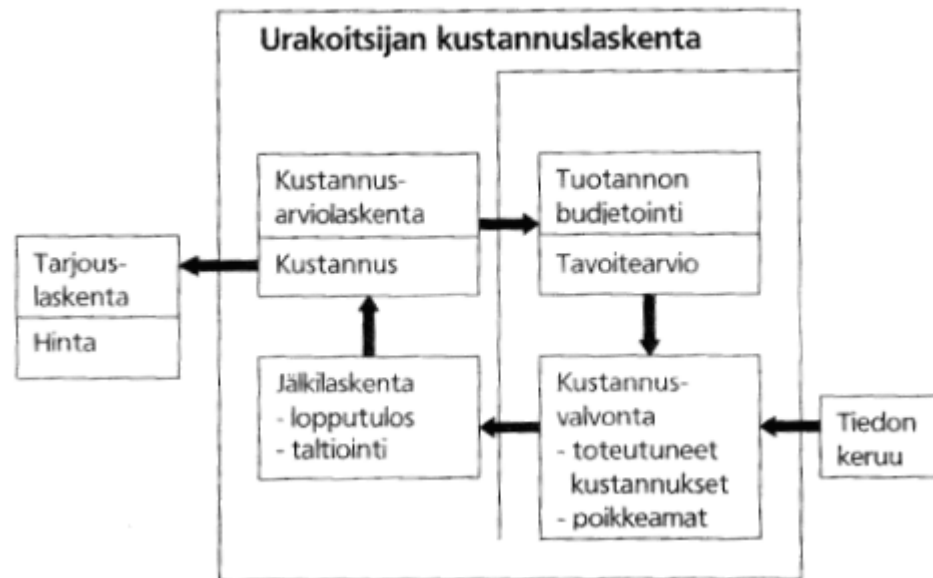 Urakoitsijan kustannuslaskenta
Kustannus-
arviolaskenta
Kustannus
Tuotannon
budjetointi
Tavoitearvio
Tarjous-
laskenta
Hinta
Jälkilaskenta
- lopputulos
- taltiointi
Kustannus-
valvonta
- toteutuneet
kustannukset
- poikkeamat
Tiedon
keruu